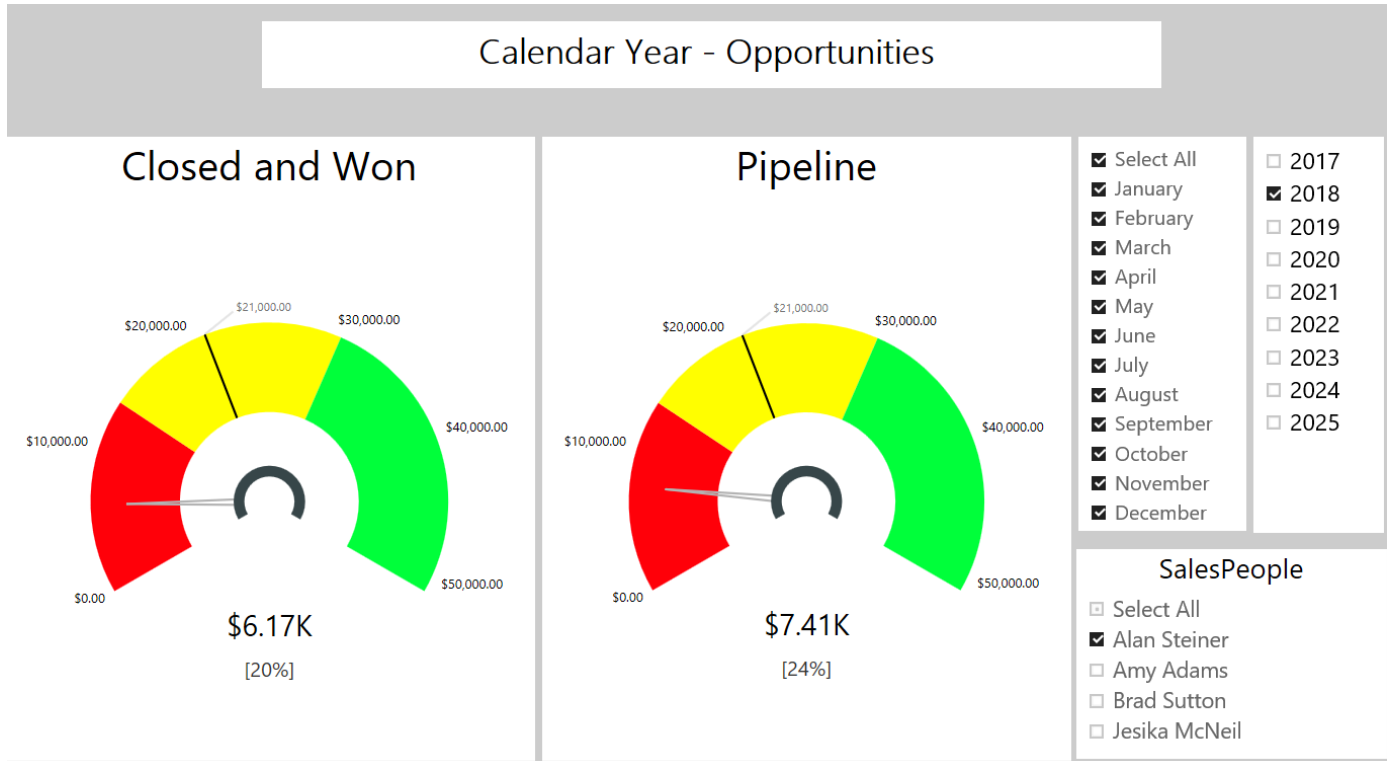 Calendar Year - Opportunities
Closed and Won
$21,000.00
$20,000.00
$30,000.00
$10,000.00
$40,000.00
$0.00
$50,000.00
$6.17K
[20%]
Pipeline
$21,000.00
$20,000.00
$30,000.00
$10,000.00
$40,000.00
$0.00
$50,000.00
$7.41K
[24%]
Select All
January
February
March
April
May
June
July
August
September
October
November
December
2017
2018
2019
2020
2021
2022
2023
2024
2025
SalesPeople
Select All
Alan Steiner
Amy Adams
Brad Sutton
Jesika McNeil